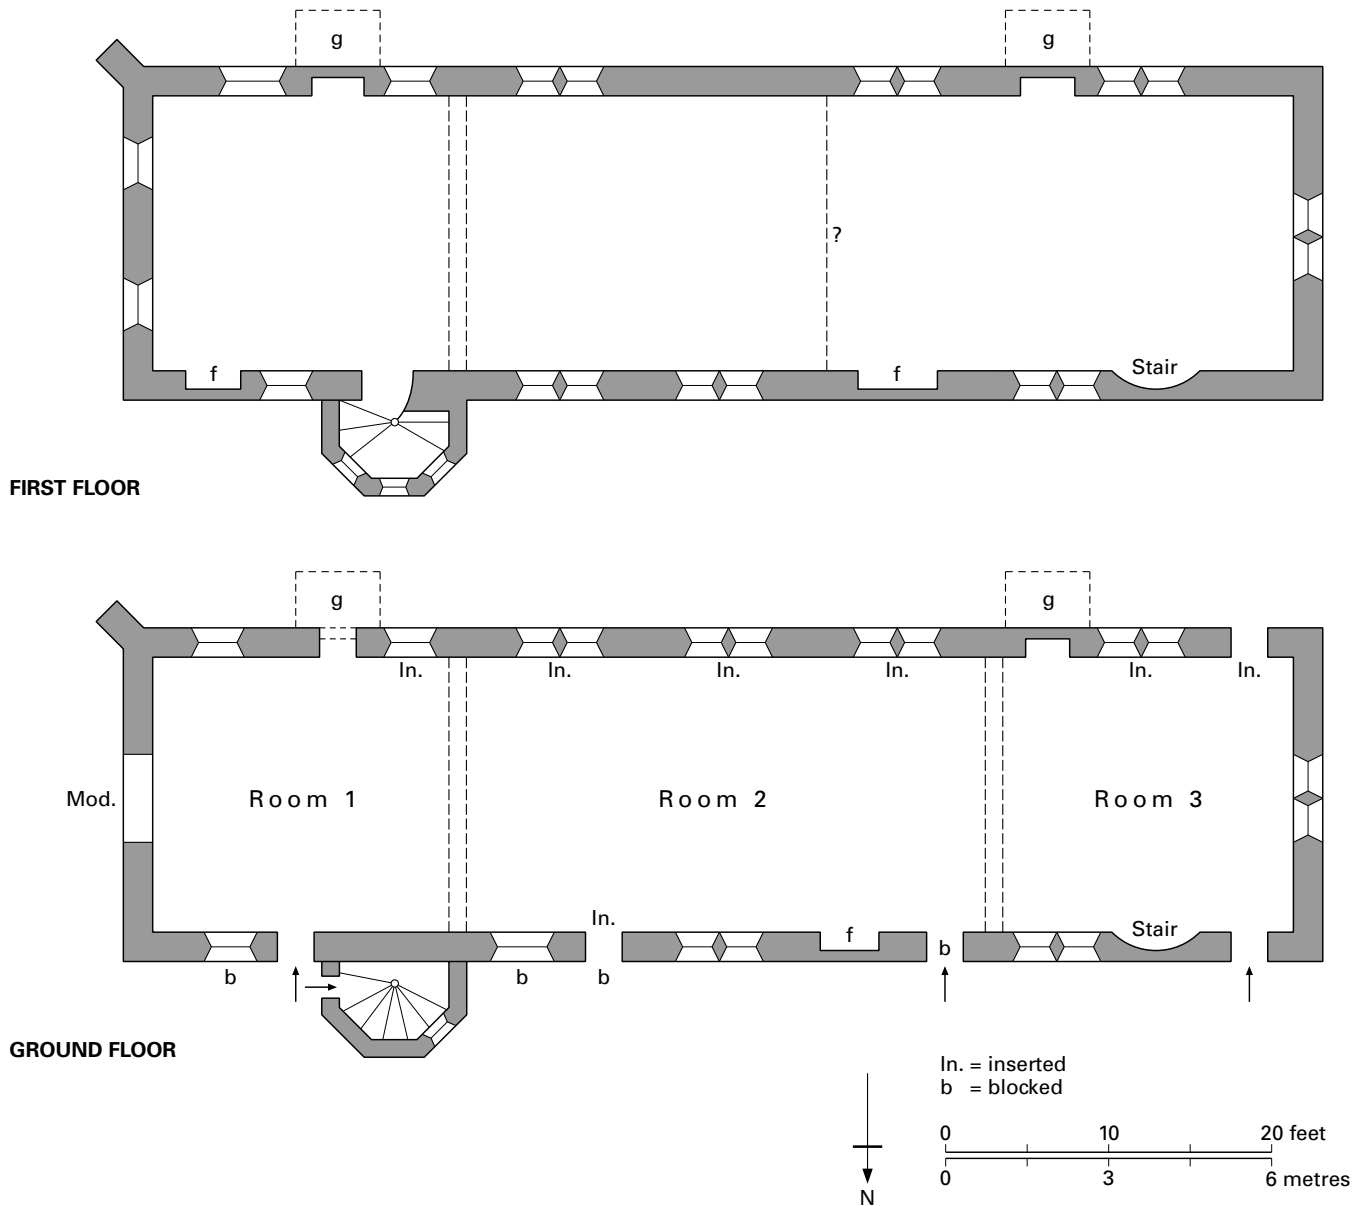 g g
?
f f Stair
FIRST FLOOR
g g
In. In. In. In. In. In.
Mod. Room 1 Room 2 Room 3
In. f Stair
b b b b
GROUND FLOOR
In. = inserted
b = blocked
0 10 20 feet
0 3 6 metres
N